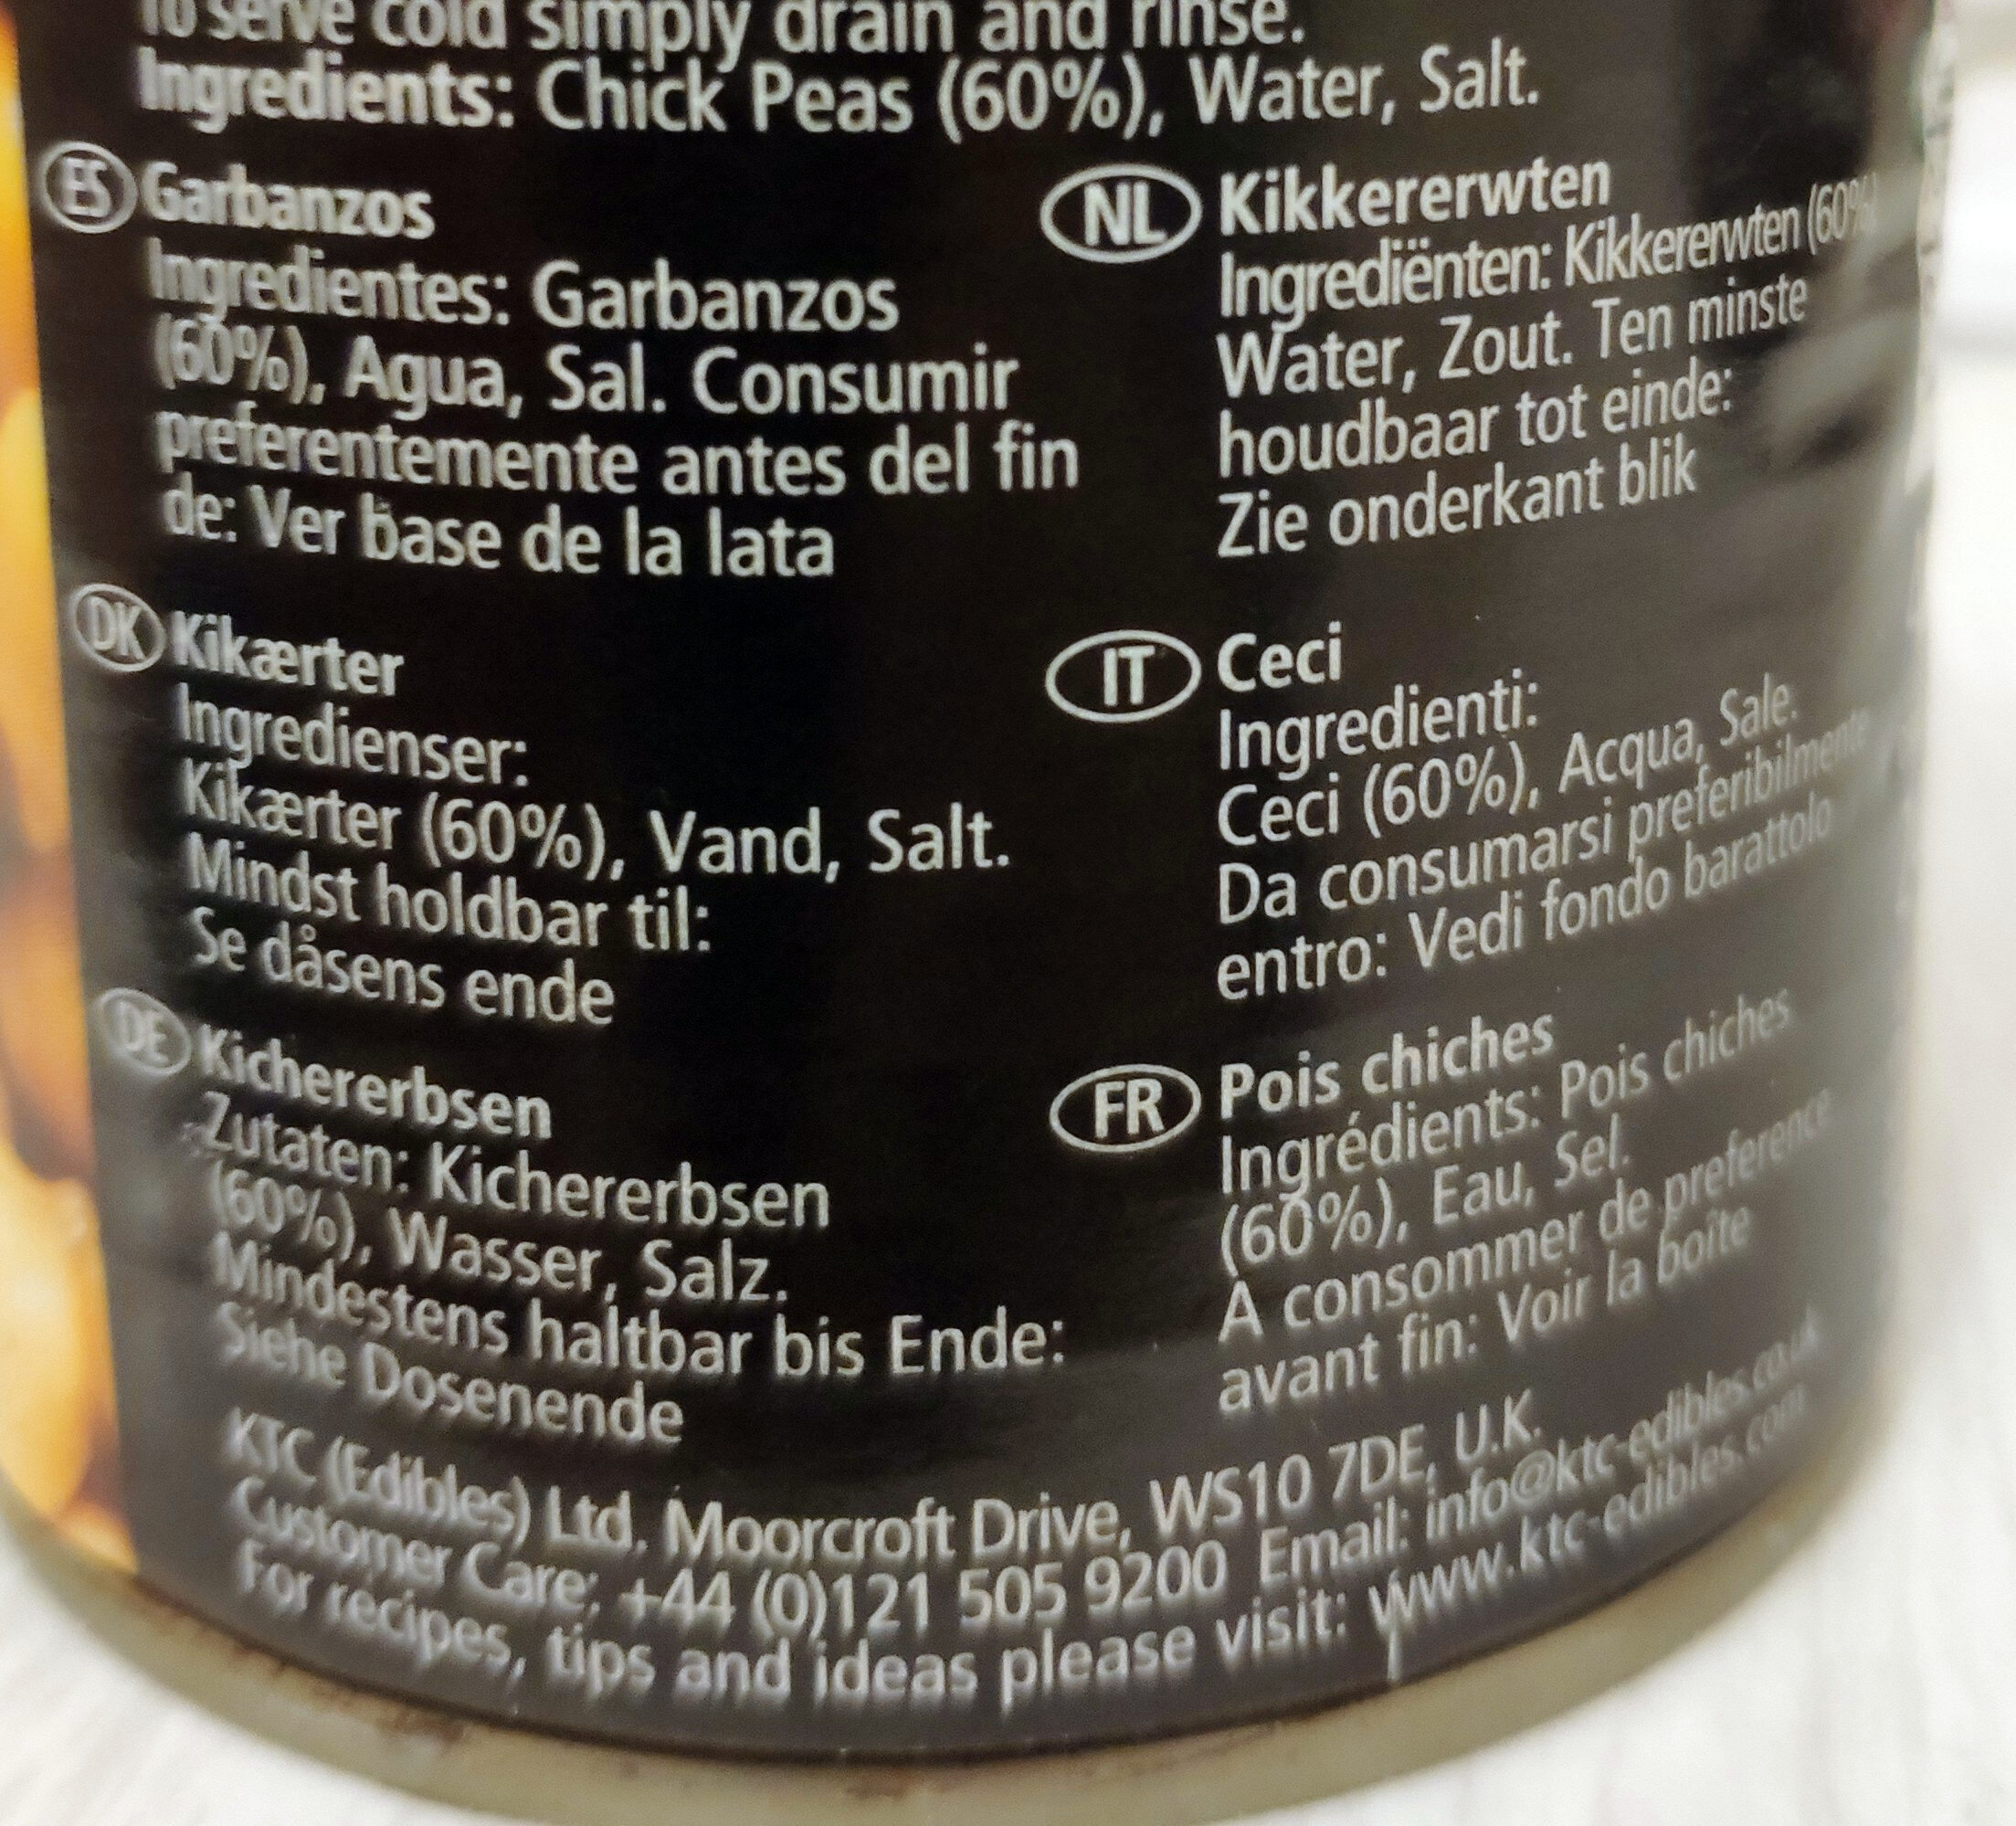 To serve cold simply drain and rinse.
Ingredients: Chick Peas (60%), Water, Salt.
ES Garbanzos
Ingredientes: Garbanzos
(60%), Agua, Sal. Consumir
preferentemente antes del fin
de: Ver base de la lata
DK Kikærter
Ingredienser:
Kikærter (60%), Vand, Salt.
Mindst holdbar til:
Se dåsens ende
DE Kichererbsen
Zutaten: Kichererbsen
(60%), Wasser, Salz.
Mindestens haltbar bis Ende:
Siehe Dosenende
NL Kikkererwten
Ingrediënten: Kikkererwten (60%
Water, Zout. Ten minste
houdbaar tot einde:
Zie onderkant blik
IT Ceci
Ingredienti:
Ceci (60%), Acqua, Sale.
Da consumarsi preferibilmente
entro: Vedi fondo barattolo
FR Pois chiches
Ingrédients: Pois chiches
(60%), Eau, Sel.
A consommer de preference
avant fin: Voir la boîte
KTC (Edibles) Ltd. Moorcroft Drive, WS10 7DE, U.K.
Customer Care: +44 (0)121 505 9200 Email: info@ktc-edibles.co.uk
For recipes, tips and ideas please visit: www.ktc-edibles.com